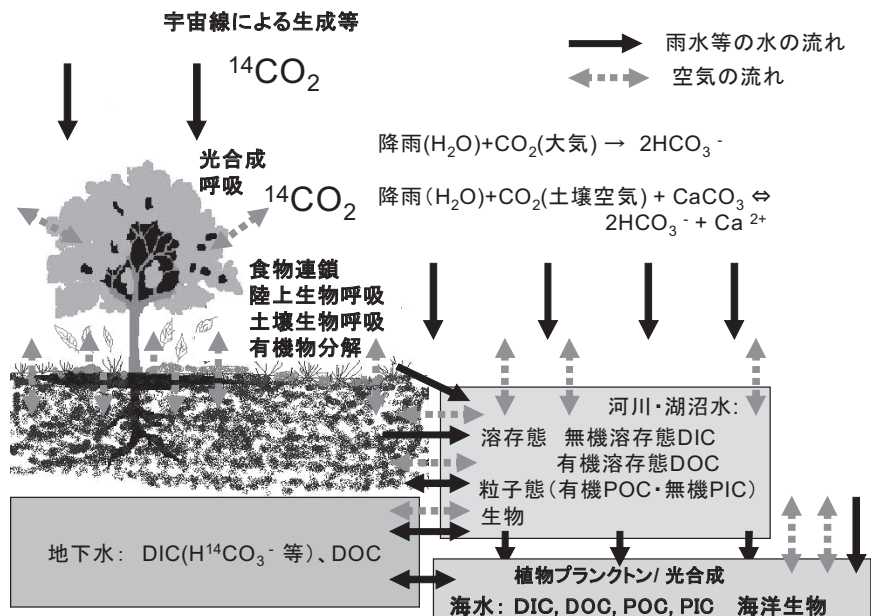 宇宙線による生成等
¹⁴CO₂
雨水等の水の流れ
空気の流れ
降雨(H₂O)+CO₂(大気) → 2HCO₃⁻
光合成
呼吸
¹⁴CO₂
降雨(H₂O)+CO₂(土壌空気) + CaCO₃ ⇔
2HCO₃⁻ + Ca²⁺
食物連鎖
陸上生物呼吸
土壌生物呼吸
有機物分解
河川・湖沼水:
溶存態 無機溶存態DIC
有機溶存態DOC
粒子態(有機POC・無機PIC)
生物
地下水: DIC(H¹⁴CO₃⁻ 等)、DOC
植物プランクトン/ 光合成
海水: DIC, DOC, POC, PIC 海洋生物